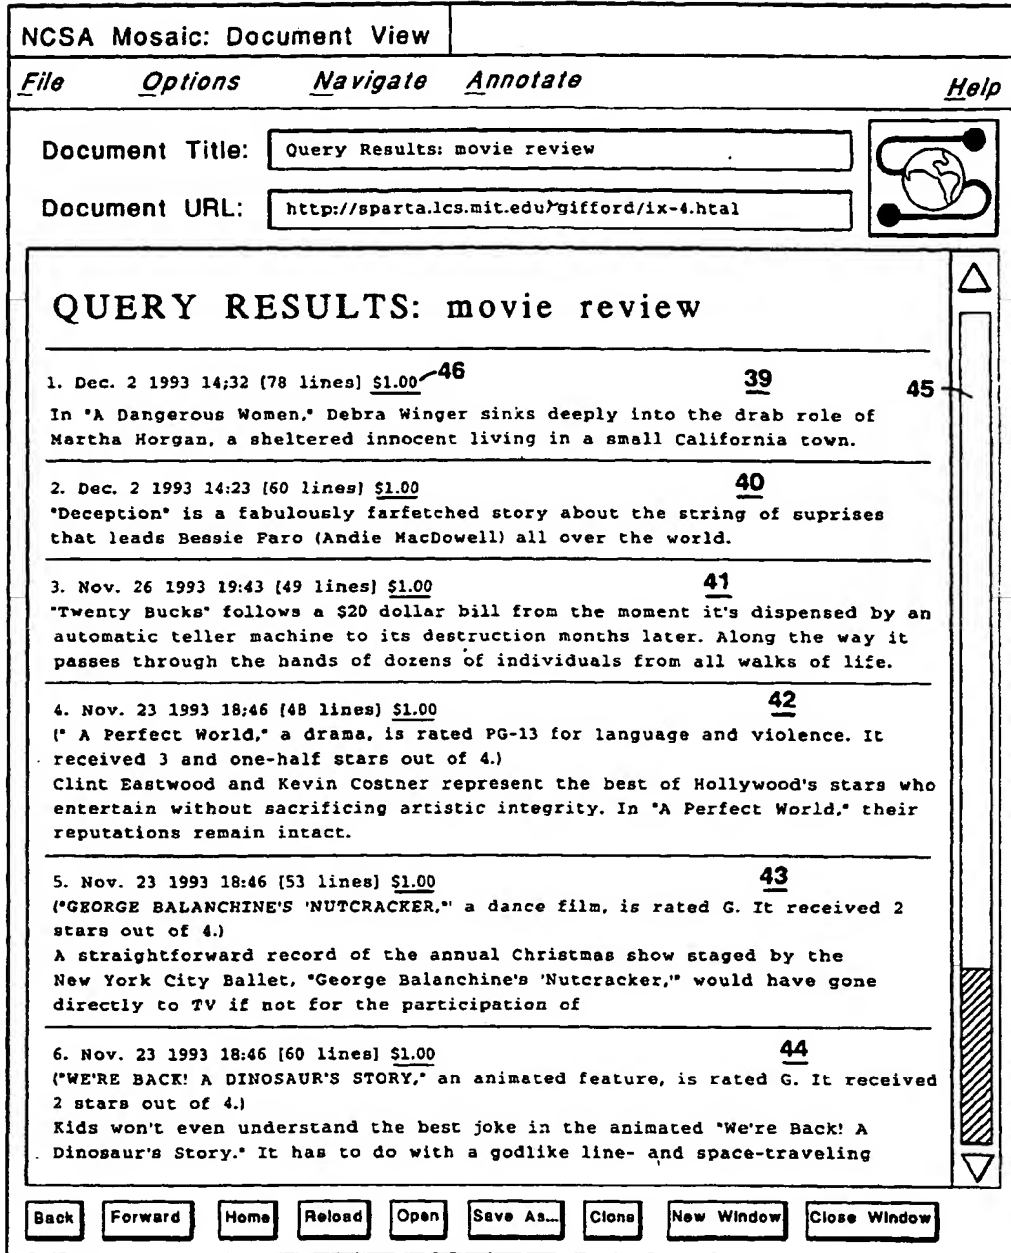 NCSA Mosaic: Document View
File Options Navigate Annotate Help
Document Title: Query Results: movie review
Document URL: http://sparta.lcs.mit.edu/~gifford/ix-4.htal
QUERY RESULTS: movie review
1. Dec. 2 1993 14;32 [78 lines] $1.00 46 39 45
In "A Dangerous Women," Debra Winger sinks deeply into the drab role of
Martha Horgan, a sheltered innocent living in a small California town.
2. Dec. 2 1993 14:23 [60 lines] $1.00 40
"Deception" is a fabulously farfetched story about the string of suprises
that leads Bessie Faro (Andie MacDowell) all over the world.
3. Nov. 26 1993 19:43 [49 lines] $1.00 41
"Twenty Bucks" follows a $20 dollar bill from the moment it's dispensed by an
automatic teller machine to its destruction months later. Along the way it
passes through the hands of dozens of individuals from all walks of life.
4. Nov. 23 1993 18;46 [48 lines] $1.00 42
(" A Perfect World," a drama, is rated PG-13 for language and violence. It
received 3 and one-half stars out of 4.)
Clint Eastwood and Kevin Costner represent the best of Hollywood's stars who
entertain without sacrificing artistic integrity. In "A Perfect World," their
reputations remain intact.
5. Nov. 23 1993 18:46 [53 lines] $1.00 43
("GEORGE BALANCHINE'S 'NUTCRACKER,"' a dance film, is rated G. It received 2
stars out of 4.)
A straightforward record of the annual Christmas show staged by the
New York City Ballet, "George Balanchine's 'Nutcracker,'" would have gone
directly to TV if not for the participation of
6. Nov. 23 1993 18:46 [60 lines] $1.00 44
("WE'RE BACK! A DINOSAUR'S STORY," an animated feature, is rated G. It received
2 stars out of 4.)
Kids won't even understand the best joke in the animated "We're Back! A
Dinosaur's Story." It has to do with a godlike line- and space-traveling
Back Forward Home Reload Open Save As... Clone New Window Close Window